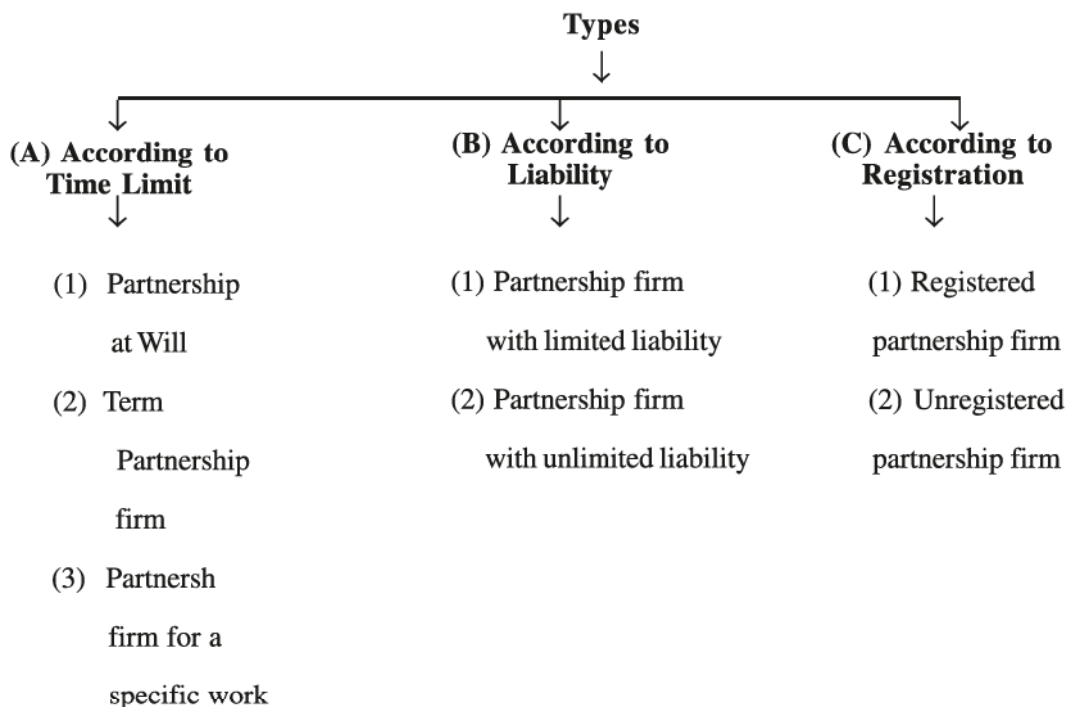 Types
(A) According to
Time Limit
(B) According to
Liability
(C) According to
Registration
(1) Partnership
at Will
(2) Term
Partnership
firm
(3) Partnersh
firm for a
specific work
(1) Partnership firm
with limited liability
(2) Partnership firm
with unlimited liability
(1) Registered
partnership firm
(2) Unregistered
partnership firm